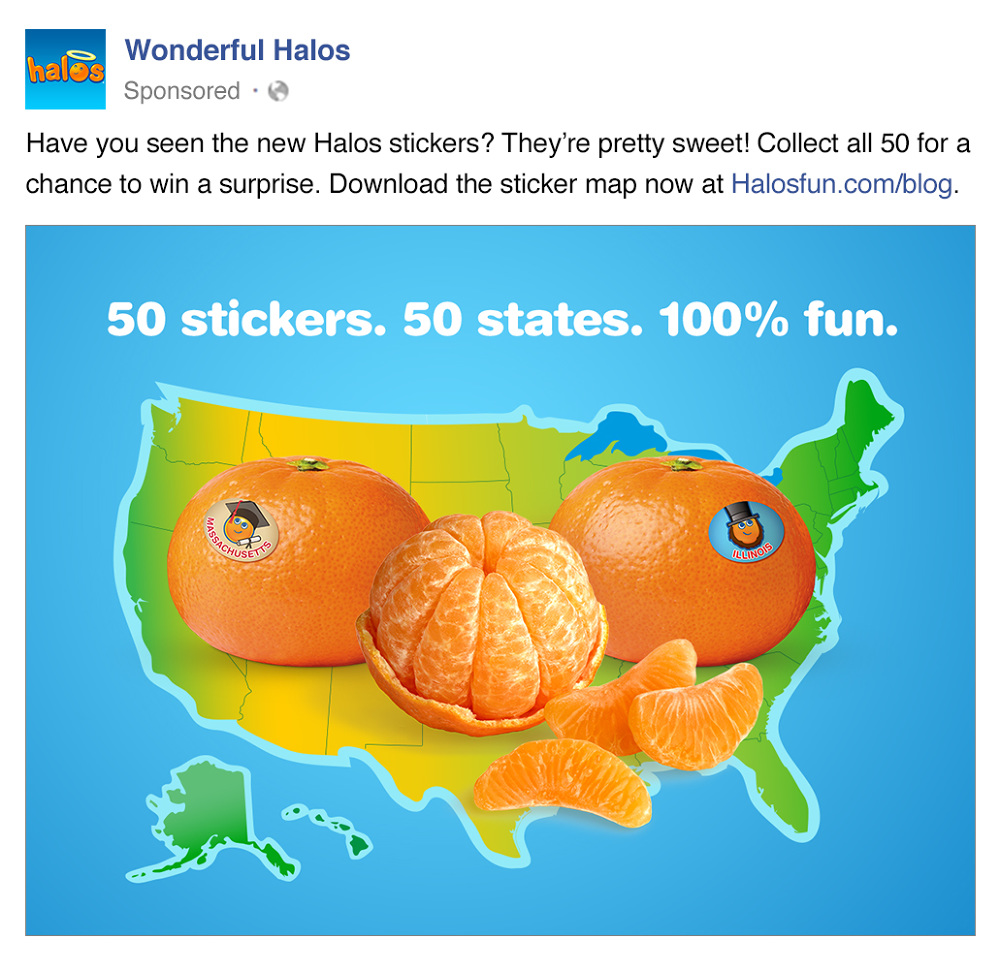 halos
Wonderful Halos
Sponsored ·
Have you seen the new Halos stickers? They’re pretty sweet! Collect all 50 for a
chance to win a surprise. Download the sticker map now at Halosfun.com/blog.
50 stickers. 50 states. 100% fun.
MASSACHUSETTS
ILLINOIS